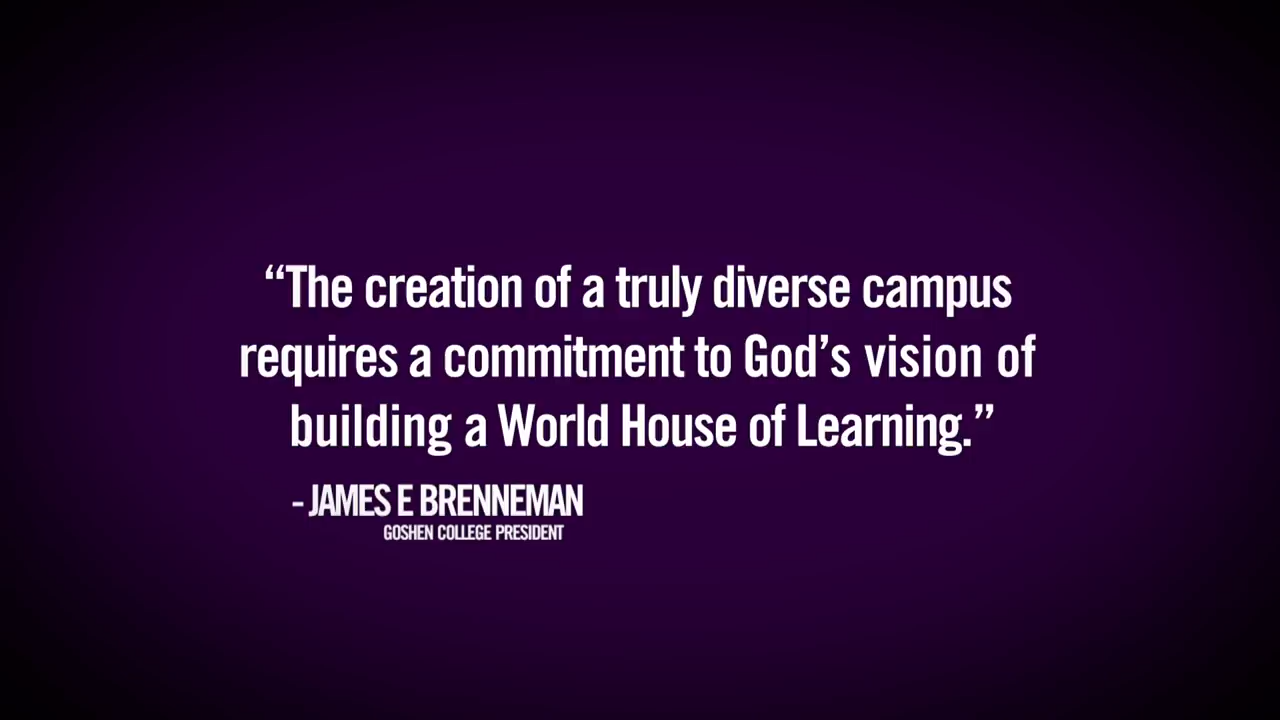 “The creation of a truly diverse campus
requires a commitment to God’s vision of
building a World House of Learning.”
- JAMES E BRENNEMAN
GOSHEN COLLEGE PRESIDENT